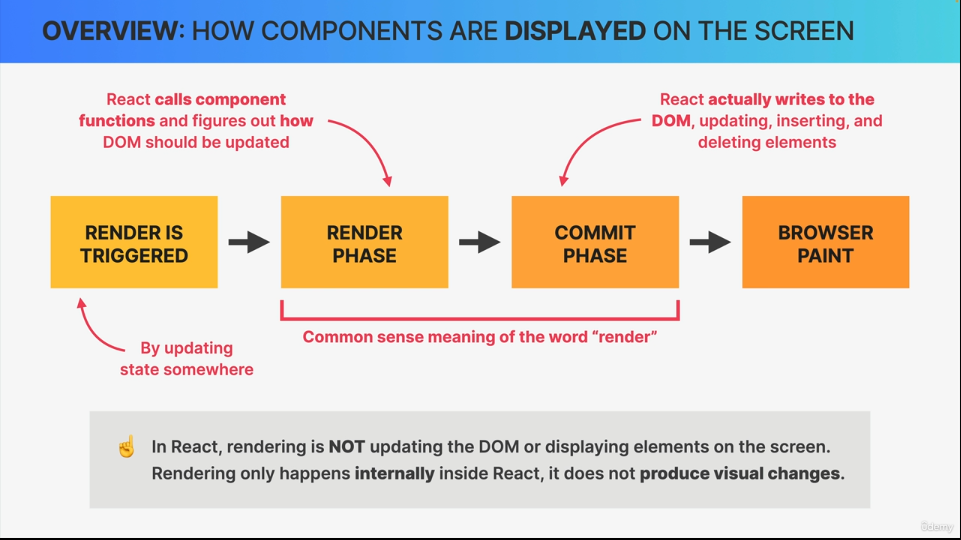 OVERVIEW: HOW COMPONENTS ARE DISPLAYED ON THE SCREEN
React calls component
functions and figures out how
DOM should be updated
React actually writes to the
DOM, updating, inserting, and
deleting elements
RENDER IS
TRIGGERED
RENDER
PHASE
COMMIT
PHASE
BROWSER
PAINT
By updating
state somewhere
Common sense meaning of the word “render”
In React, rendering is NOT updating the DOM or displaying elements on the screen.
Rendering only happens internally inside React, it does not produce visual changes.
ûdemy